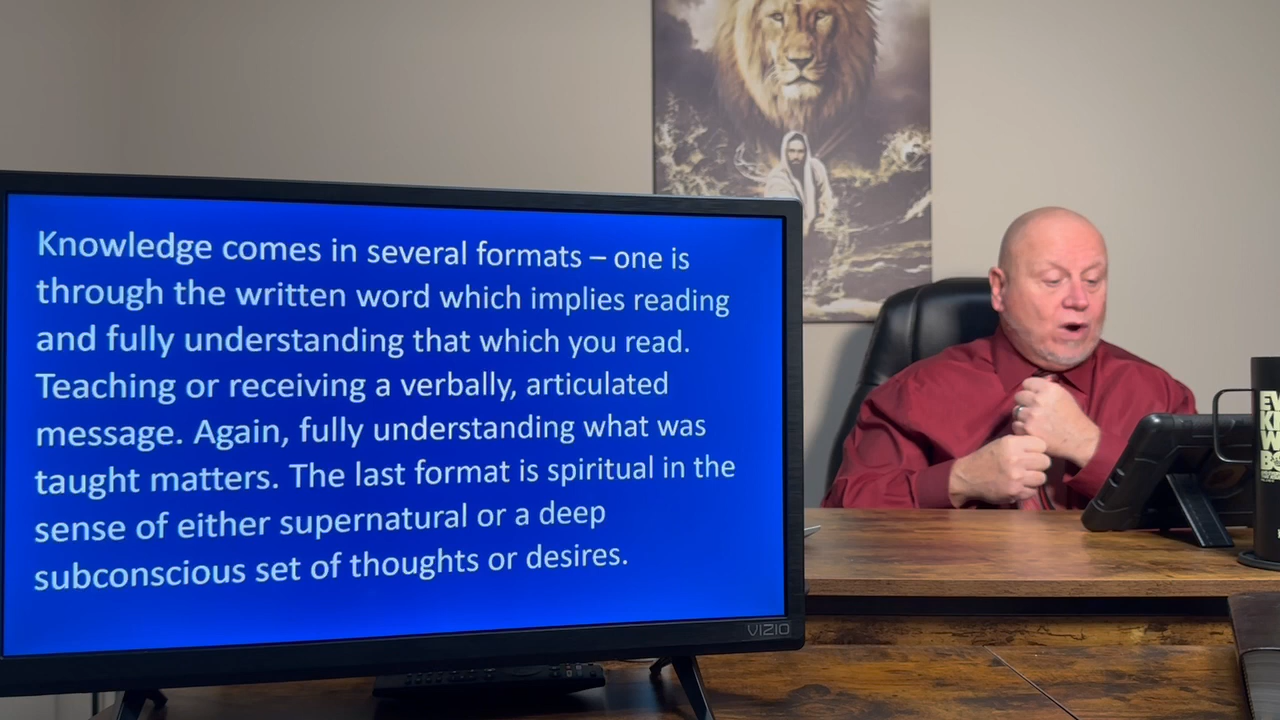 Knowledge comes in several formats – one is
through the written word which implies reading
and fully understanding that which you read.
Teaching or receiving a verbally, articulated
message. Again, fully understanding what was
taught matters. The last format is spiritual in the
sense of either supernatural or a deep
subconscious set of thoughts or desires.
VIZIO